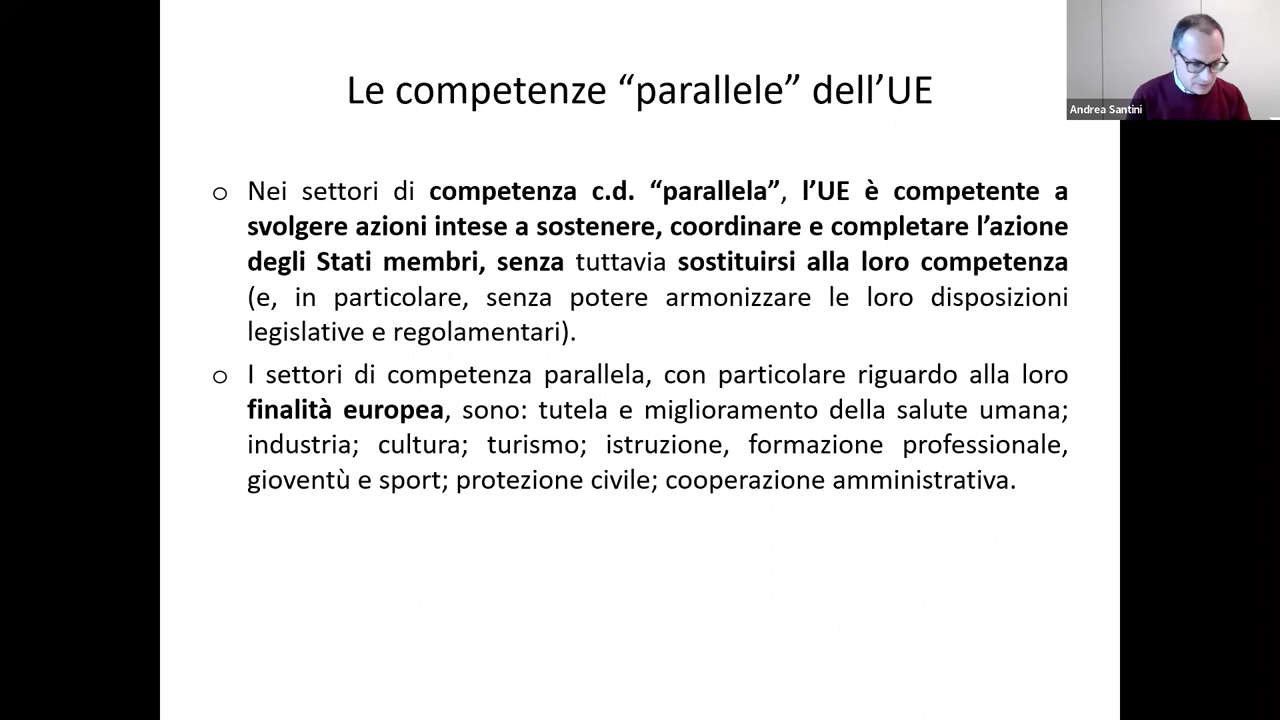 Le competenze “parallele” dell’UE
Andrea Santini
o Nei settori di competenza c.d. “parallela”, l’UE è competente a
svolgere azioni intese a sostenere, coordinare e completare l’azione
degli Stati membri, senza tuttavia sostituirsi alla loro competenza
(e, in particolare, senza potere armonizzare le loro disposizioni
legislative e regolamentari).
o I settori di competenza parallela, con particolare riguardo alla loro
finalità europea, sono: tutela e miglioramento della salute umana;
industria; cultura; turismo; istruzione, formazione professionale,
gioventù e sport; protezione civile; cooperazione amministrativa.